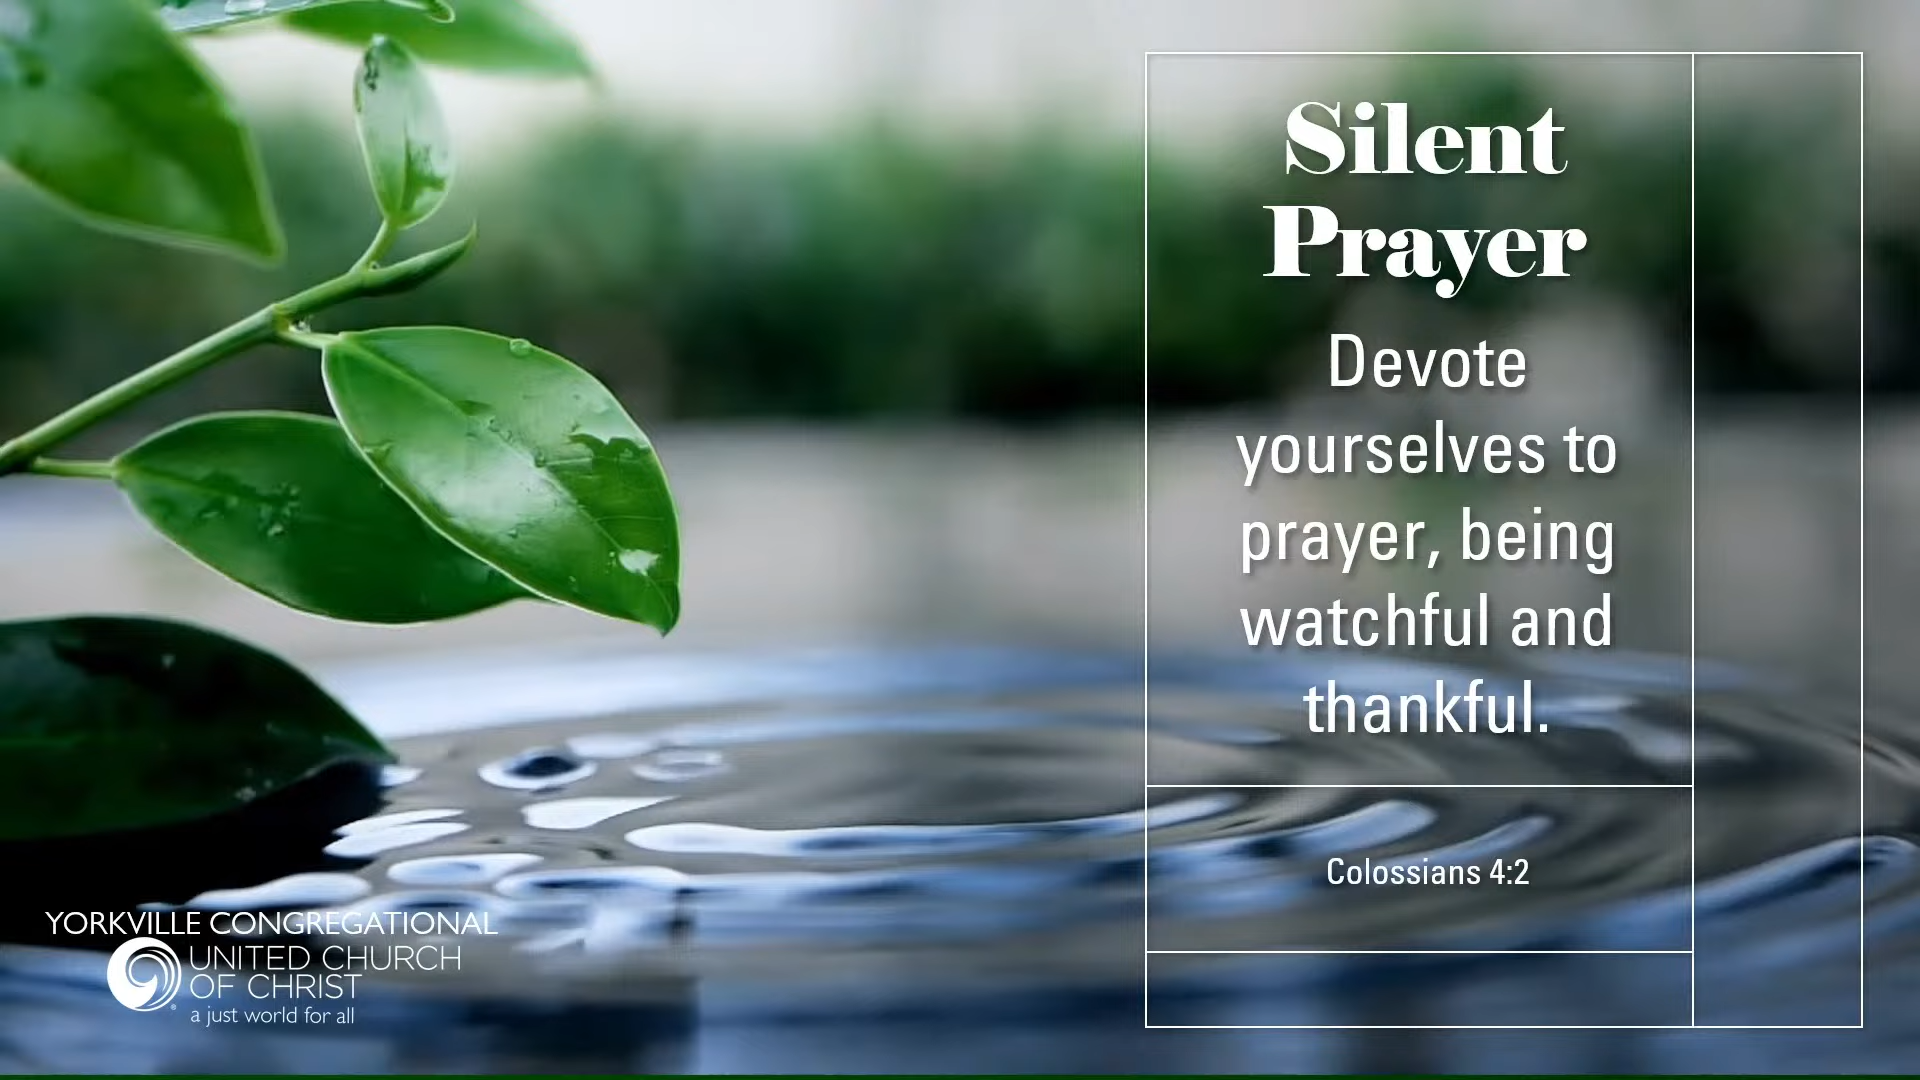 Silent
Prayer
Devote
yourselves to
prayer, being
watchful and
thankful.
Colossians 4:2
YORKVILLE CONGREGATIONAL
UNITED CHURCH
OF CHRIST
a just world for all